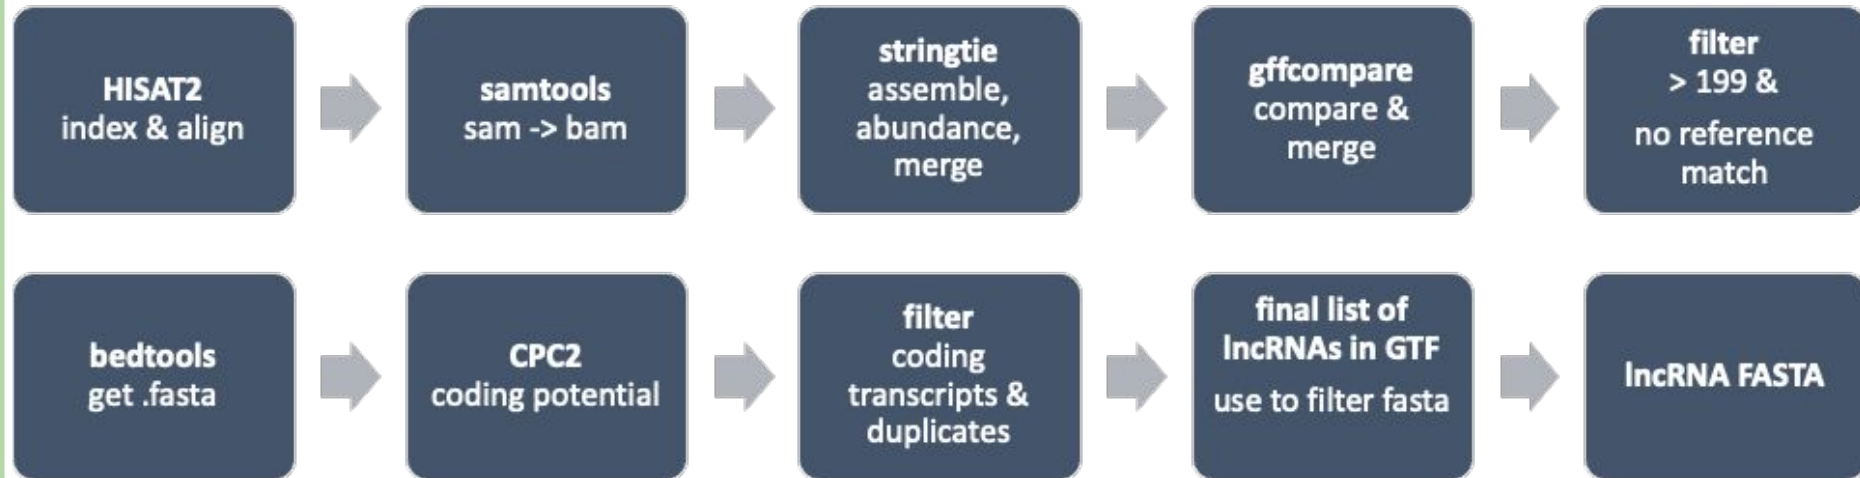 HISAT2
index & align
samtools
sam -> bam
stringtie
assemble,
abundance,
merge
gffcompare
compare &
merge
filter
> 199 &
no reference
match
bedtools
get .fasta
CPC2
coding potential
filter
coding
transcripts &
duplicates
final list of
lncRNAs in GTF
use to filter fasta
lncRNA FASTA